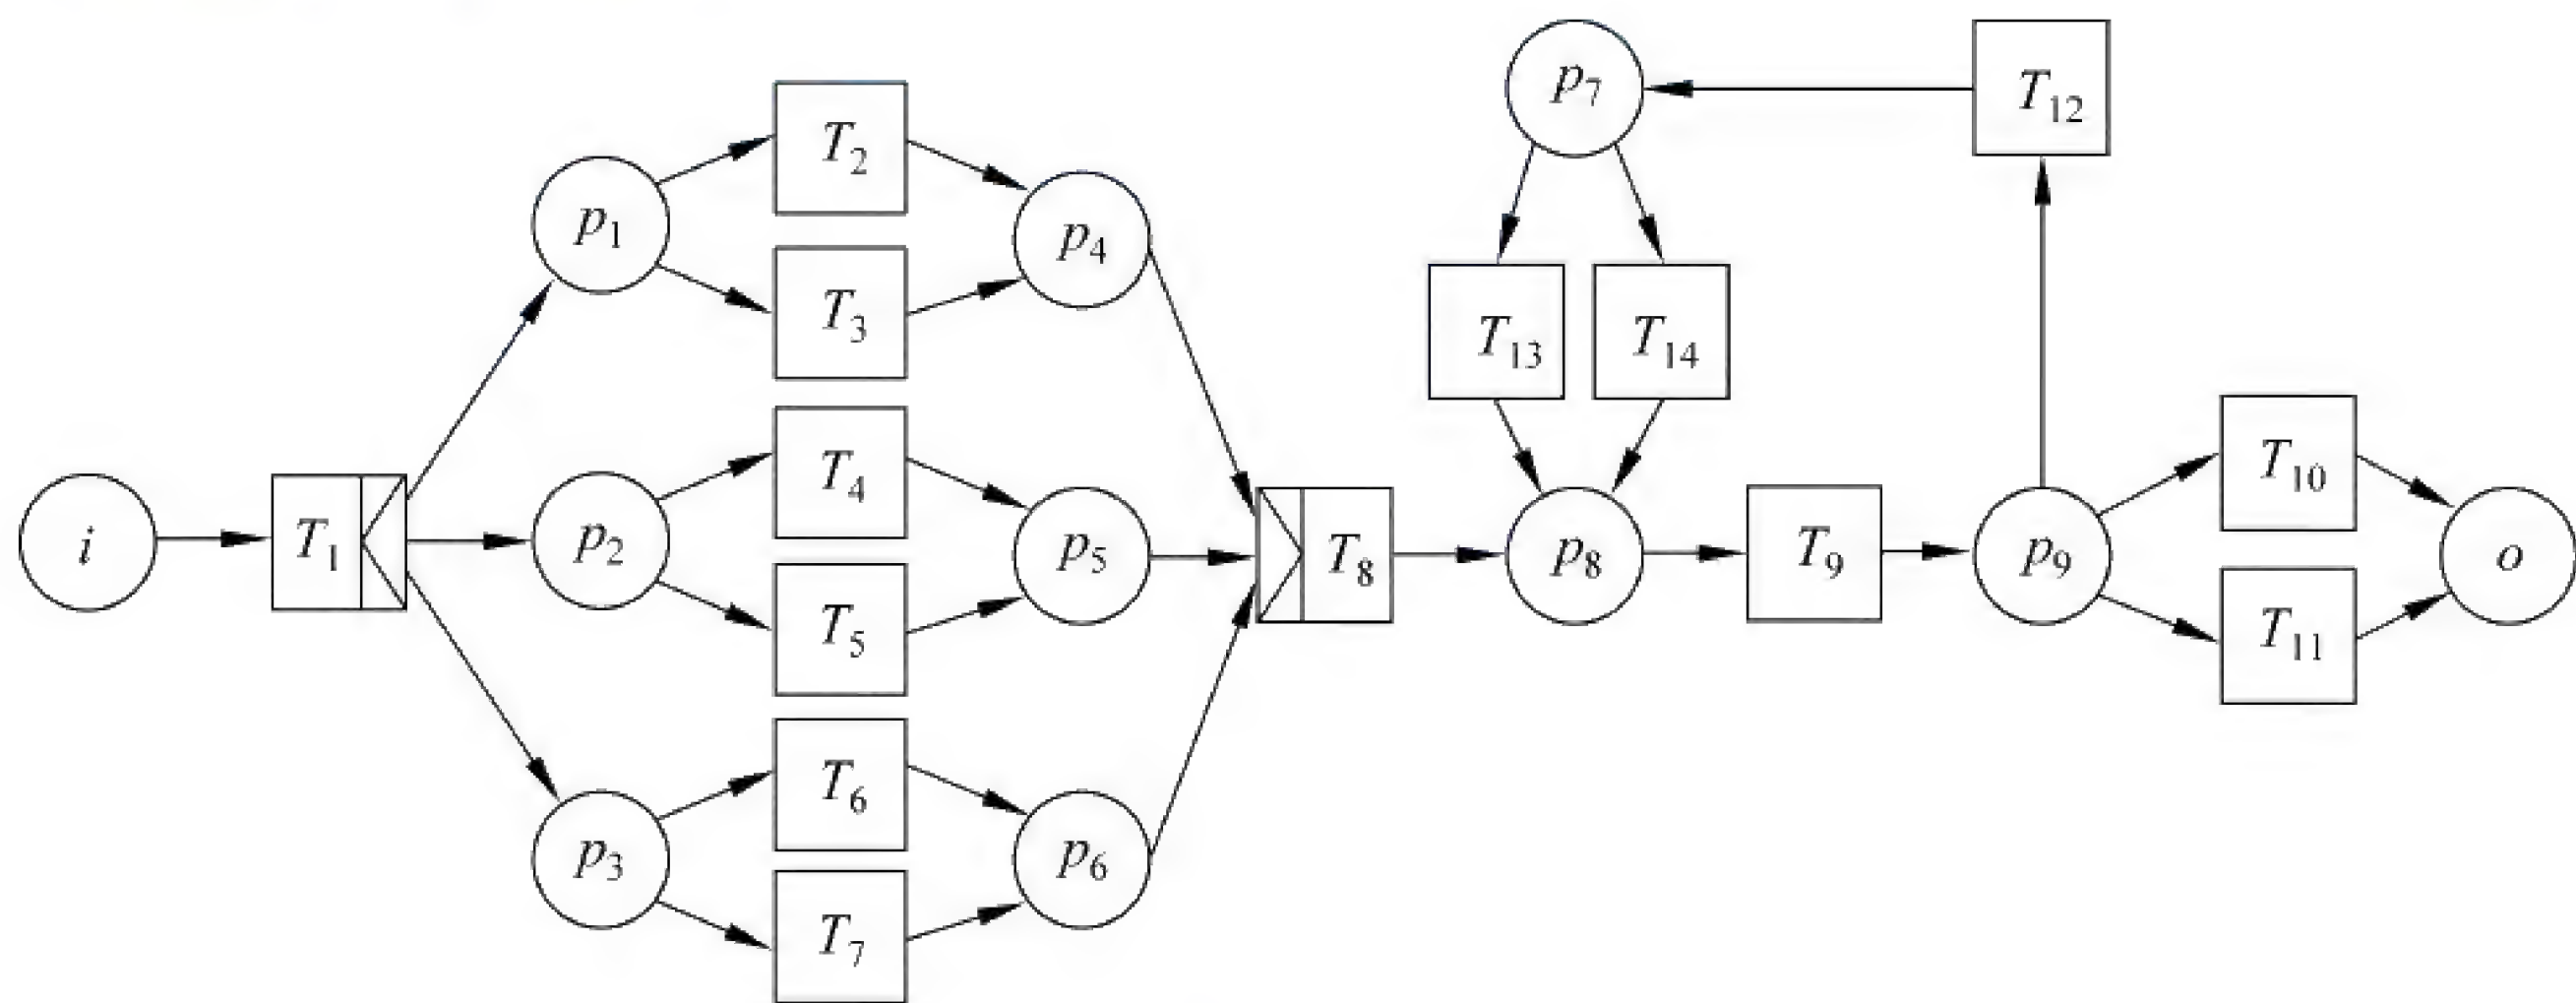 p₇
T₁₂
T₂
p₁
p₄
T₃
T₁₃
T₁₄
T₄
T₁₀
i
T₁
p₂
p₅
T₈
p₈
T₉
p₉
o
T₅
T₁₁
T₆
p₃
p₆
T₇